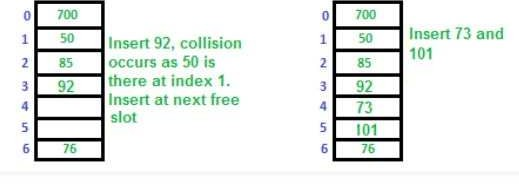 0 700
1 50
2 85
3 92
4
5
6 76
Insert 92, collision
occurs as 50 is
there at index 1.
Insert at next free
slot
0 700
1 50
2 85
3 92
4 73
5 101
6 76
Insert 73 and
101